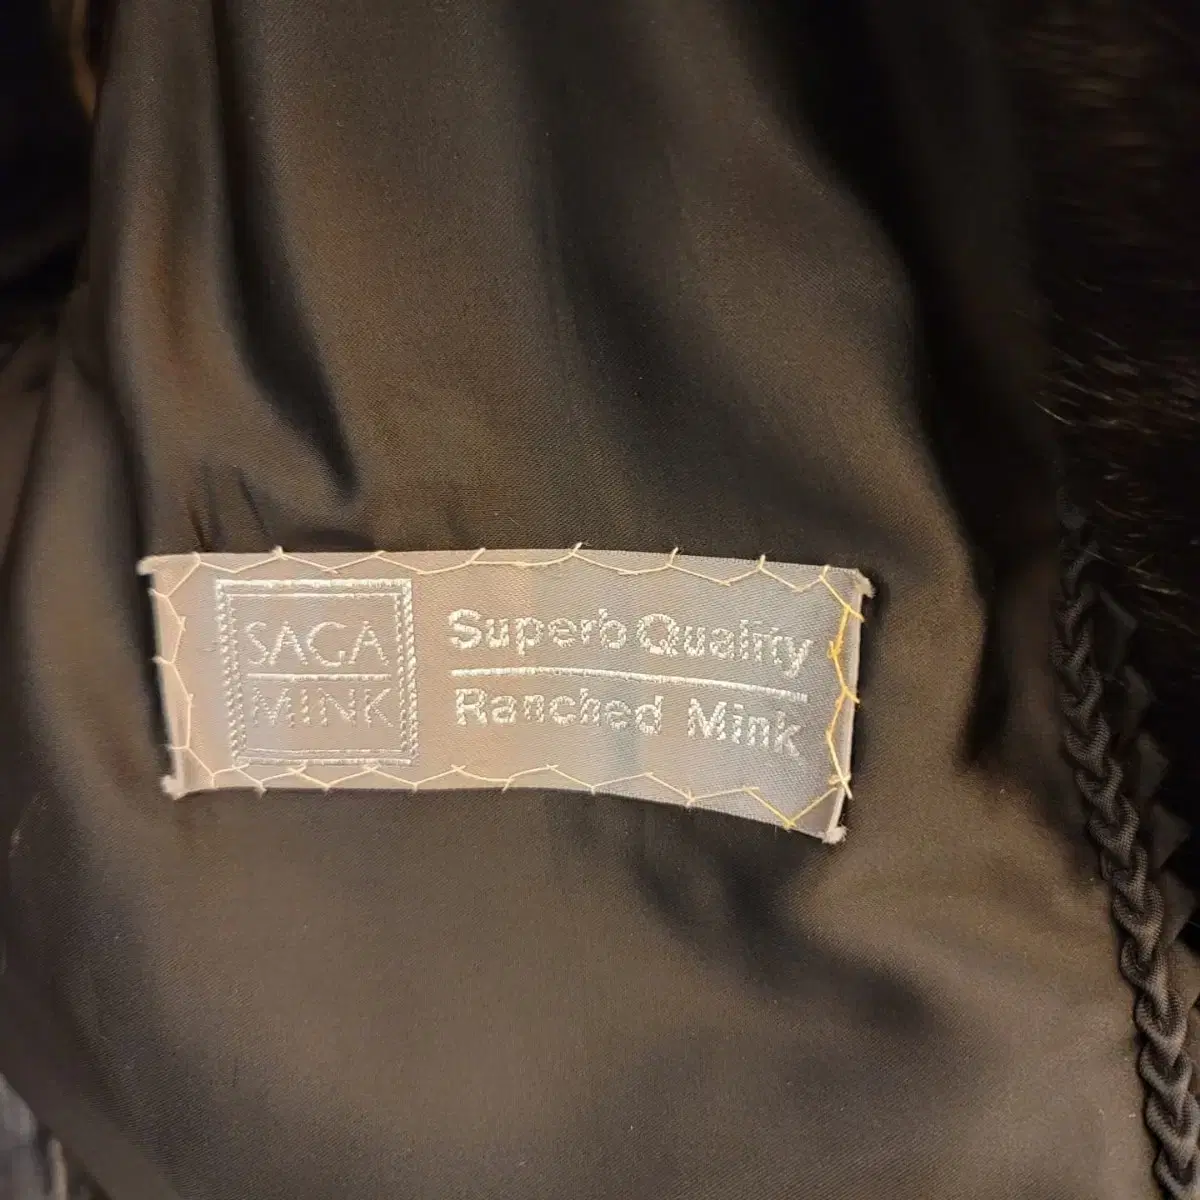 SAGA
MINK
Superb Quality
Ranched Mink